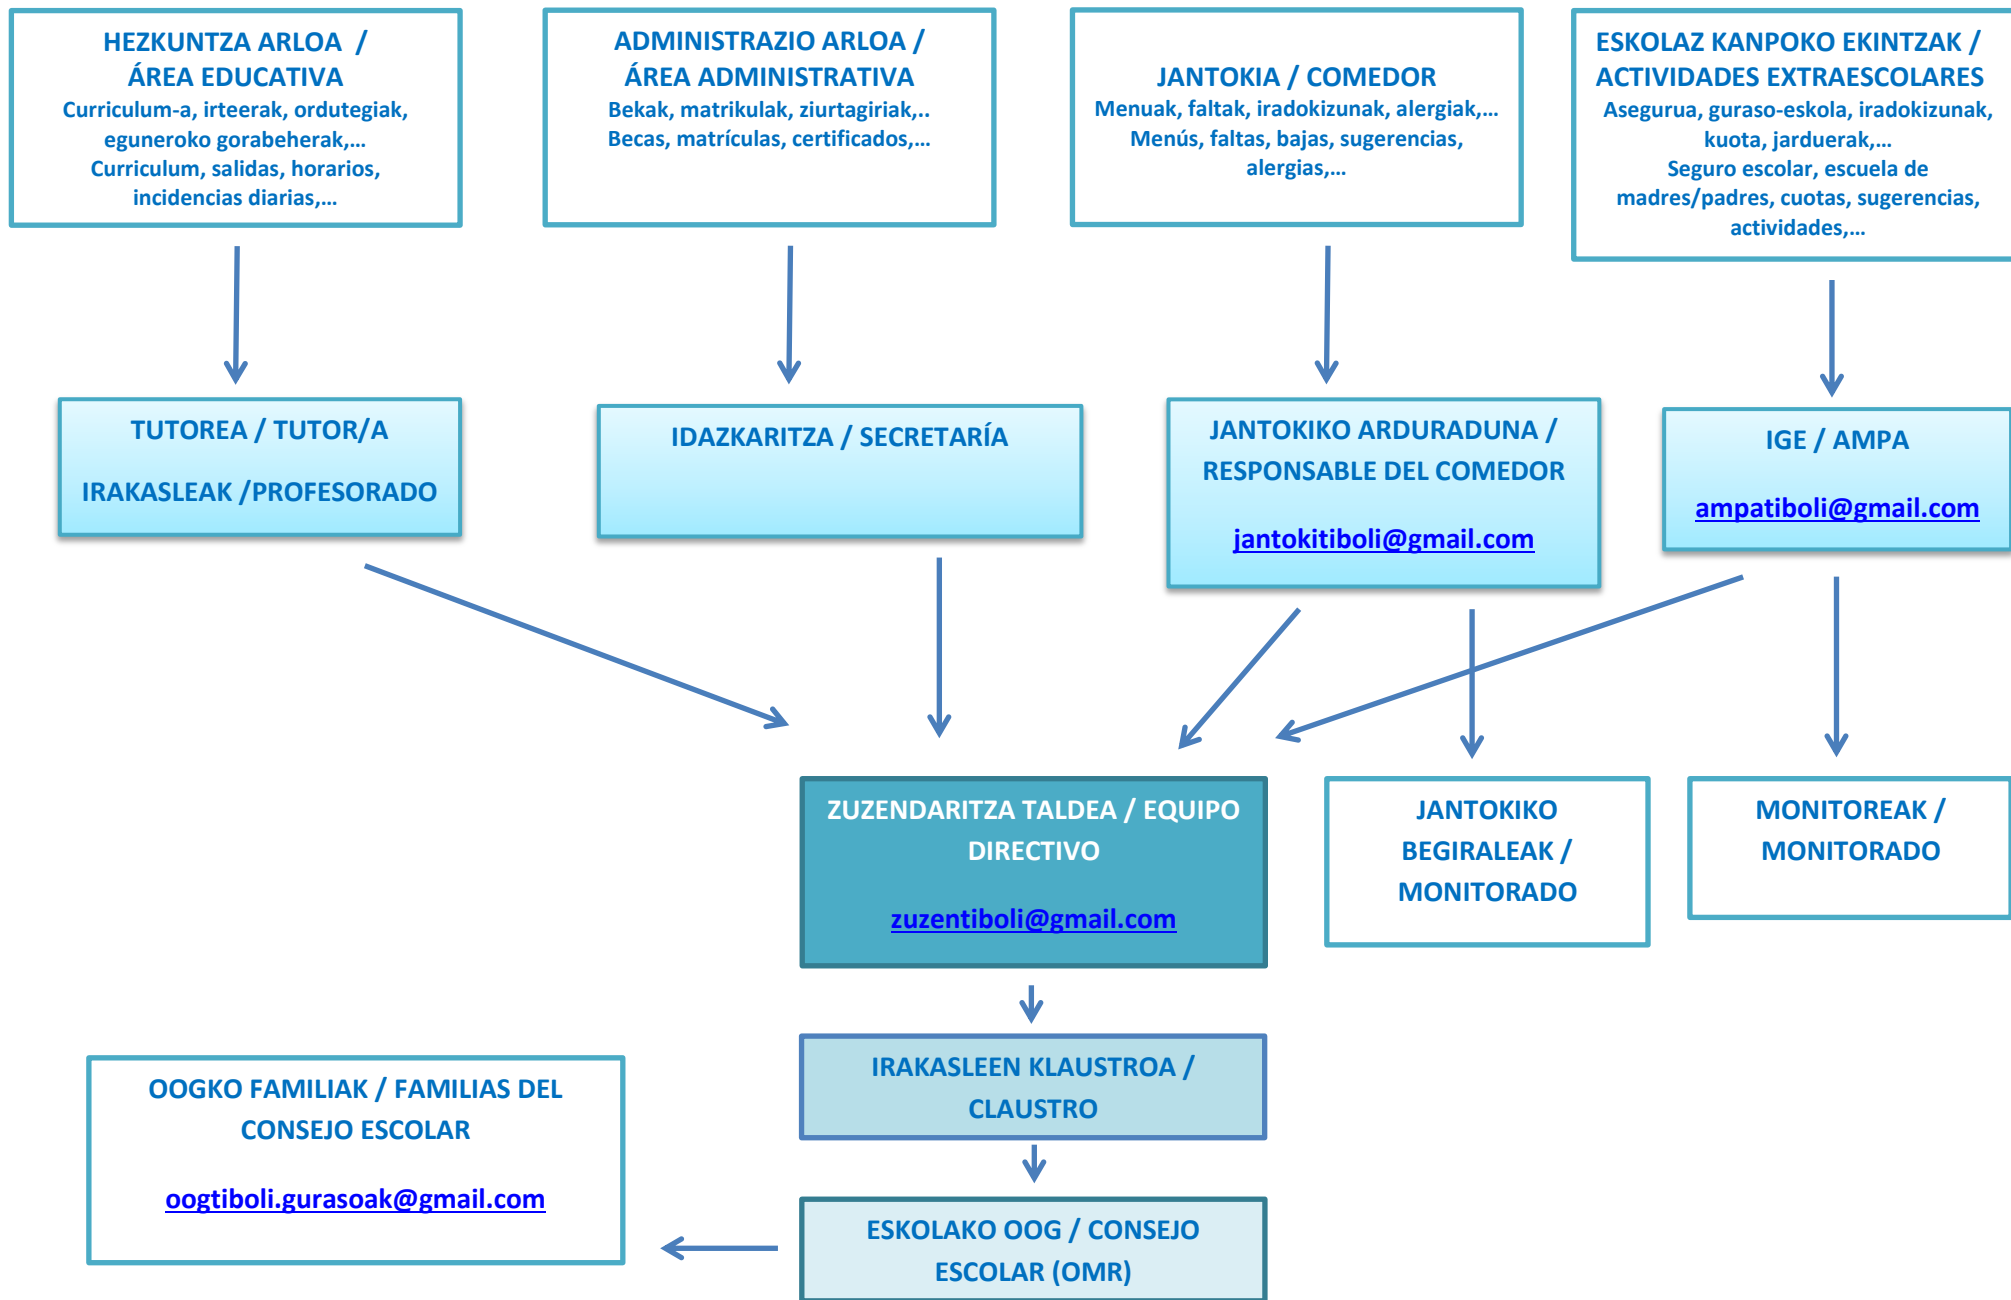 HEZKUNTZA ARLOA /
ÁREA EDUCATIVA
Curriculum-a, irteerak, ordutegiak,
eguneroko gorabeherak,…
Curriculum, salidas, horarios,
incidencias diarias,…
ADMINISTRAZIO ARLOA /
ÁREA ADMINISTRATIVA
Bekak, matrikulak, ziurtagiriak,..
Becas, matrículas, certificados,…
JANTOKIA / COMEDOR
Menuak, faltak, iradokizunak, alergiak,…
Menús, faltas, bajas, sugerencias,
alergias,…
ESKOLAZ KANPOKO EKINTZAK /
ACTIVIDADES EXTRAESCOLARES
Asegurua, guraso-eskola, iradokizunak,
kuota, jarduerak,…
Seguro escolar, escuela de
madres/padres, cuotas, sugerencias,
actividades,…
TUTOREA / TUTOR/A
IRAKASLEAK /PROFESORADO
IDAZKARITZA / SECRETARÍA
JANTOKIKO ARDURADUNA /
RESPONSABLE DEL COMEDOR
jantokitiboli@gmail.com
IGE / AMPA
ampatiboli@gmail.com
ZUZENDARITZA TALDEA / EQUIPO
DIRECTIVO
zuzentiboli@gmail.com
JANTOKIKO
BEGIRALEAK /
MONITORADO
MONITOREAK /
MONITORADO
IRAKASLEEN KLAUSTROA /
CLAUSTRO
OOGKO FAMILIAK / FAMILIAS DEL
CONSEJO ESCOLAR
oogtiboli.gurasoak@gmail.com
ESKOLAKO OOG / CONSEJO
ESCOLAR (OMR)